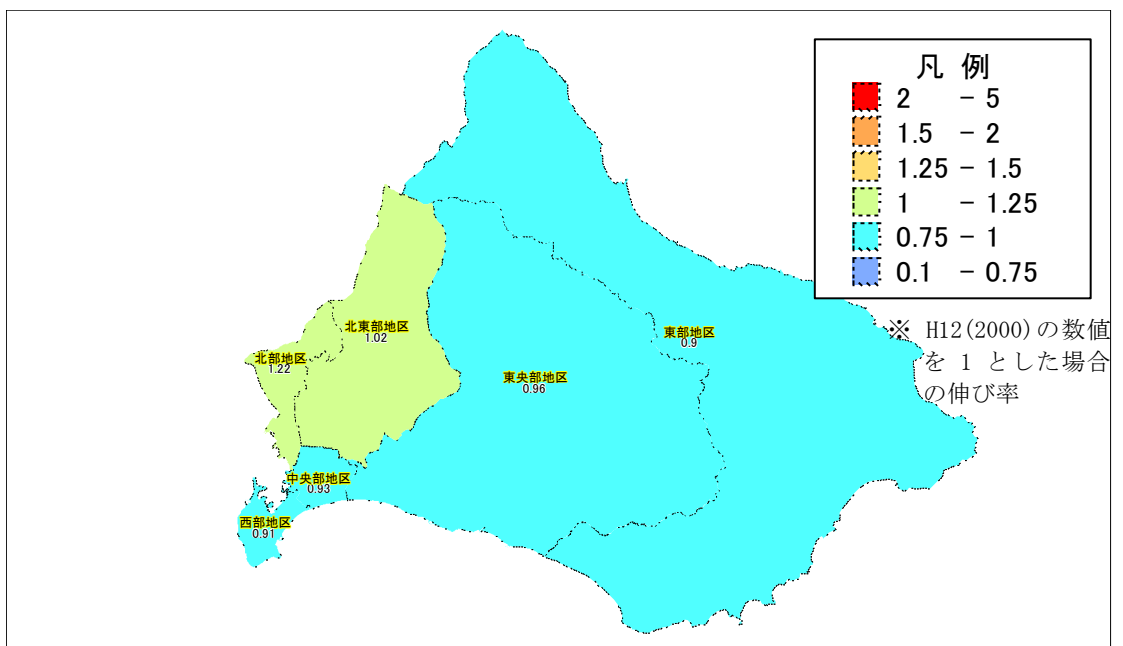 凡 例
2 - 5
1.5 - 2
1.25 - 1.5
1 - 1.25
0.75 - 1
0.1 - 0.75
※ H12(2000)の数値
を 1 とした場合
の伸び率
北東部地区
1.02
東部地区
0.9
北部地区
1.22
東央部地区
0.96
中央部地区
0.93
西部地区
0.91